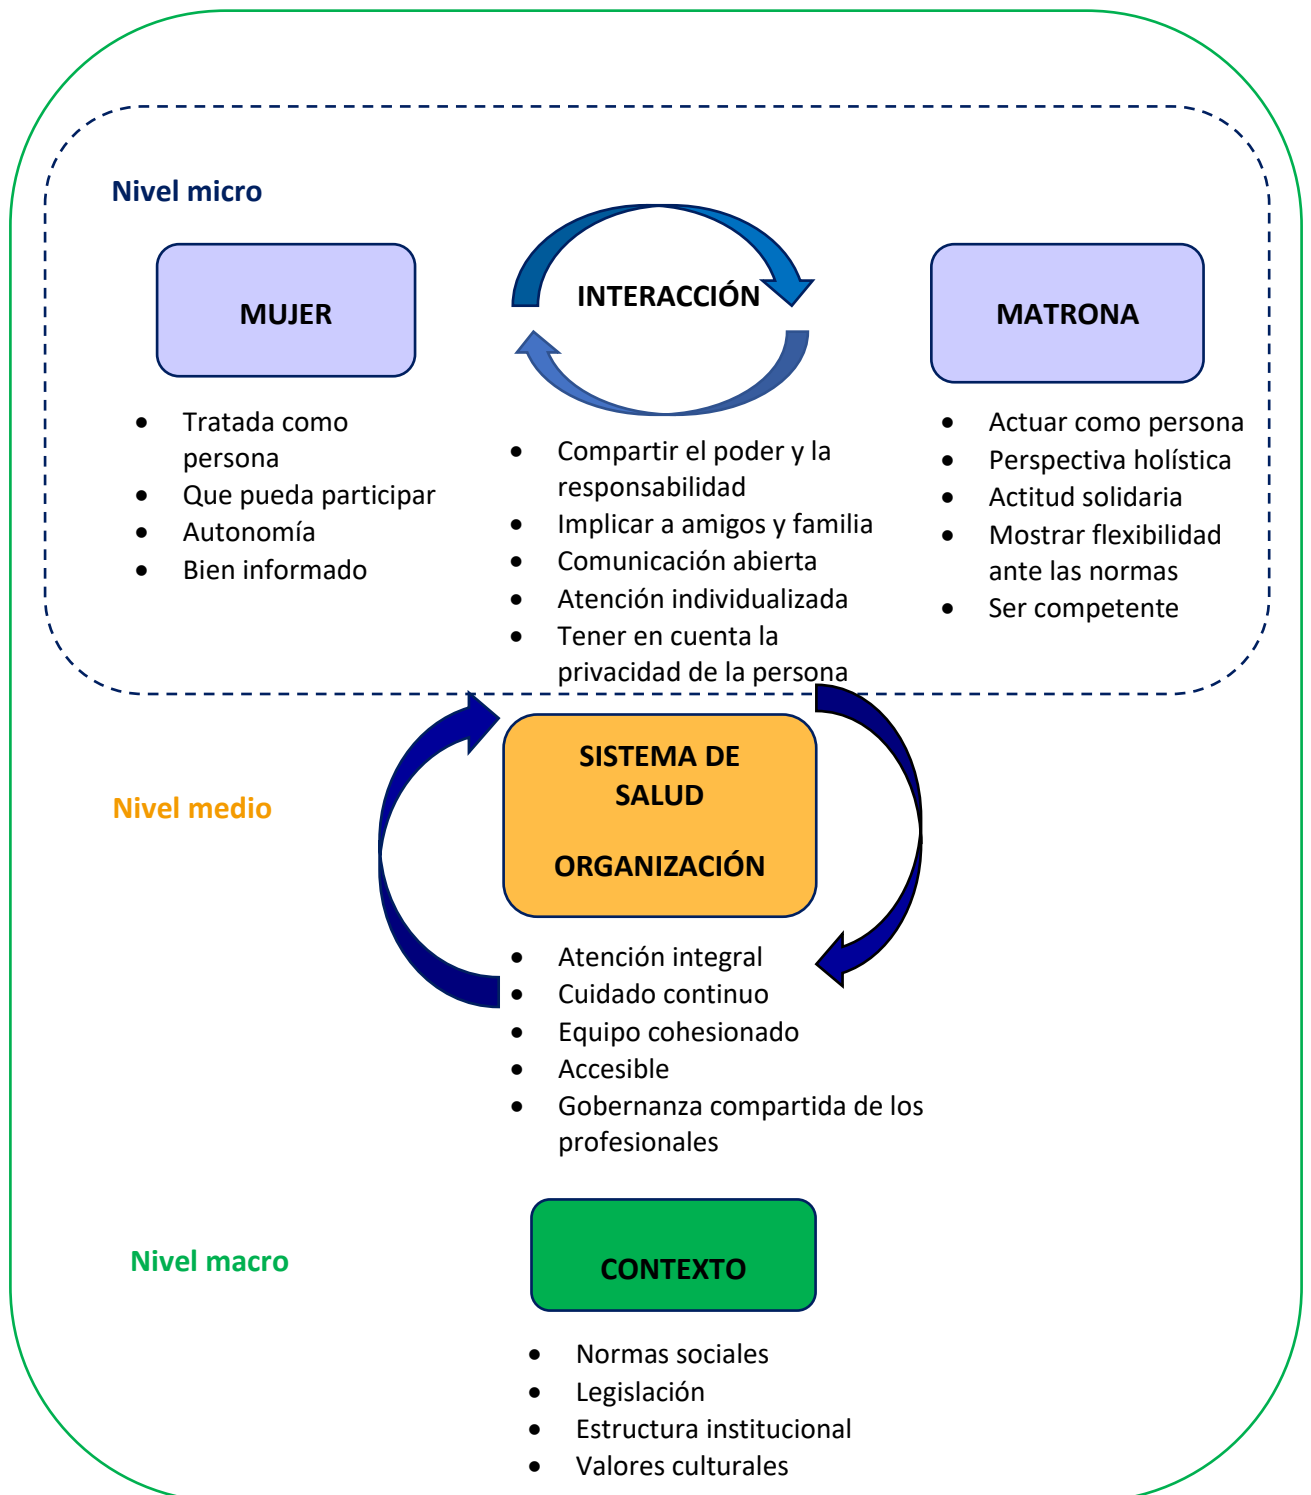 Nivel micro
MUJER
INTERACCIÓN
MATRONA
• Tratada como
persona
• Que pueda participar
• Autonomía
• Bien informado
• Compartir el poder y la
responsabilidad
• Implicar a amigos y familia
• Comunicación abierta
• Atención individualizada
• Tener en cuenta la
privacidad de la persona
• Actuar como persona
• Perspectiva holística
• Actitud solidaria
• Mostrar flexibilidad
ante las normas
• Ser competente
Nivel medio
SISTEMA DE
SALUD
ORGANIZACIÓN
• Atención integral
• Cuidado continuo
• Equipo cohesionado
• Accesible
• Gobernanza compartida de los
profesionales
Nivel macro
CONTEXTO
• Normas sociales
• Legislación
• Estructura institucional
• Valores culturales